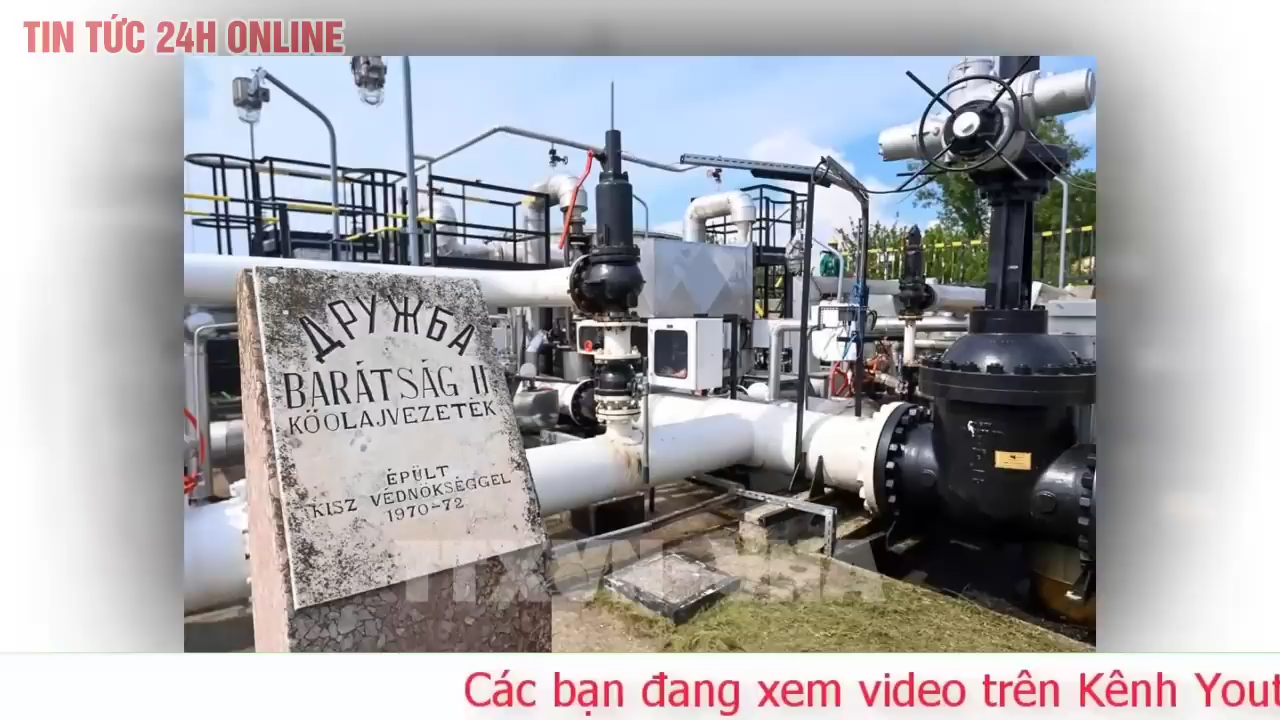 TIN TỨC 24H ONLINE
ДРУЖБА
BARÁTSÁG II
KŐOLAJVEZETÉK
ÉPÜLT
KISZ VÉDNÖKSÉGGEL
1970-72
Các bạn đang xem video trên Kênh Yout